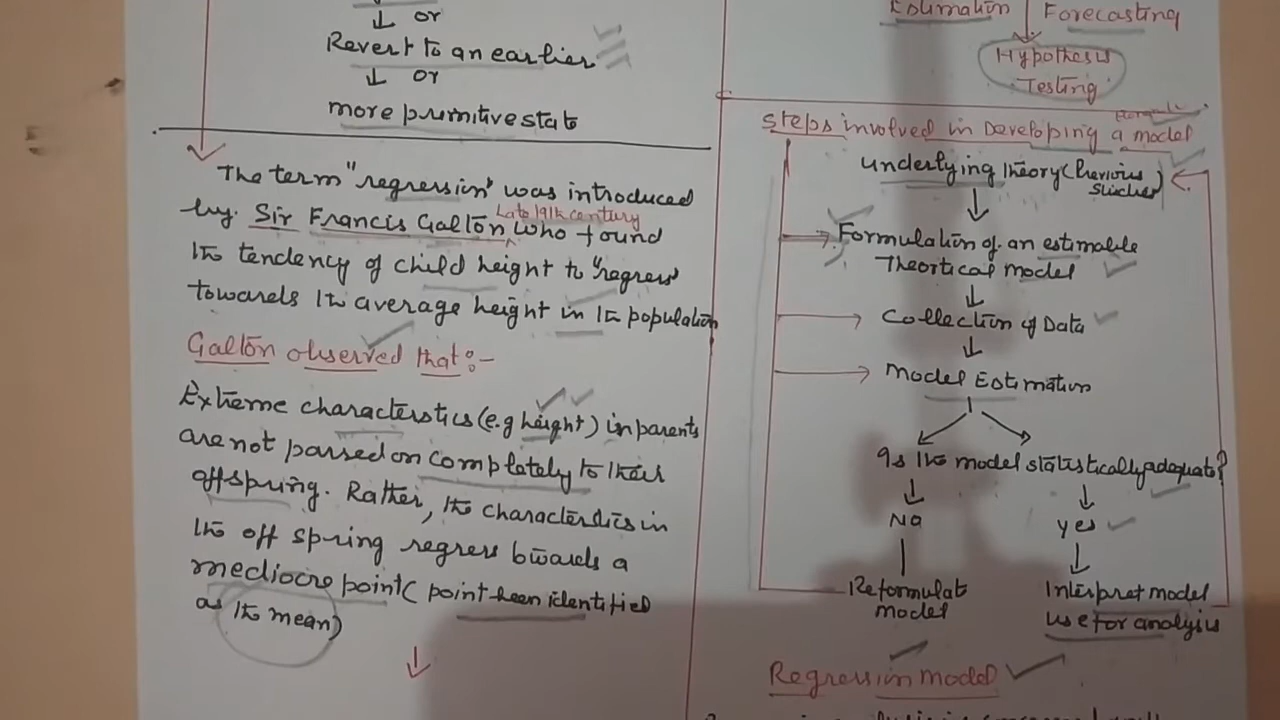 or
Revert to an earlier
or
more primitive state
The term "regression" was introduced
by Sir Francis Galton, who found
Late 19th century
the tendency of child height to "regress"
towards the average height in the population
Galton observed that:-
Extreme characterstics (e.g height) in parents
are not parsed on completely to their
offspring. Rather, the characterstics in
the off spring regress towards a
mediocre point ( point been identified
as the mean)
Estimation
Forecasting
Hypothesis
Testing
Steps involved in Developing a model
underlying theory (Previous
studies)
Formulation of an estimable
Theortical model
Collection of Data
Model Estimation
Is the model statistically adequate?
No
yes
Reformulate
model
Interpret model
use for analysis
Regression model